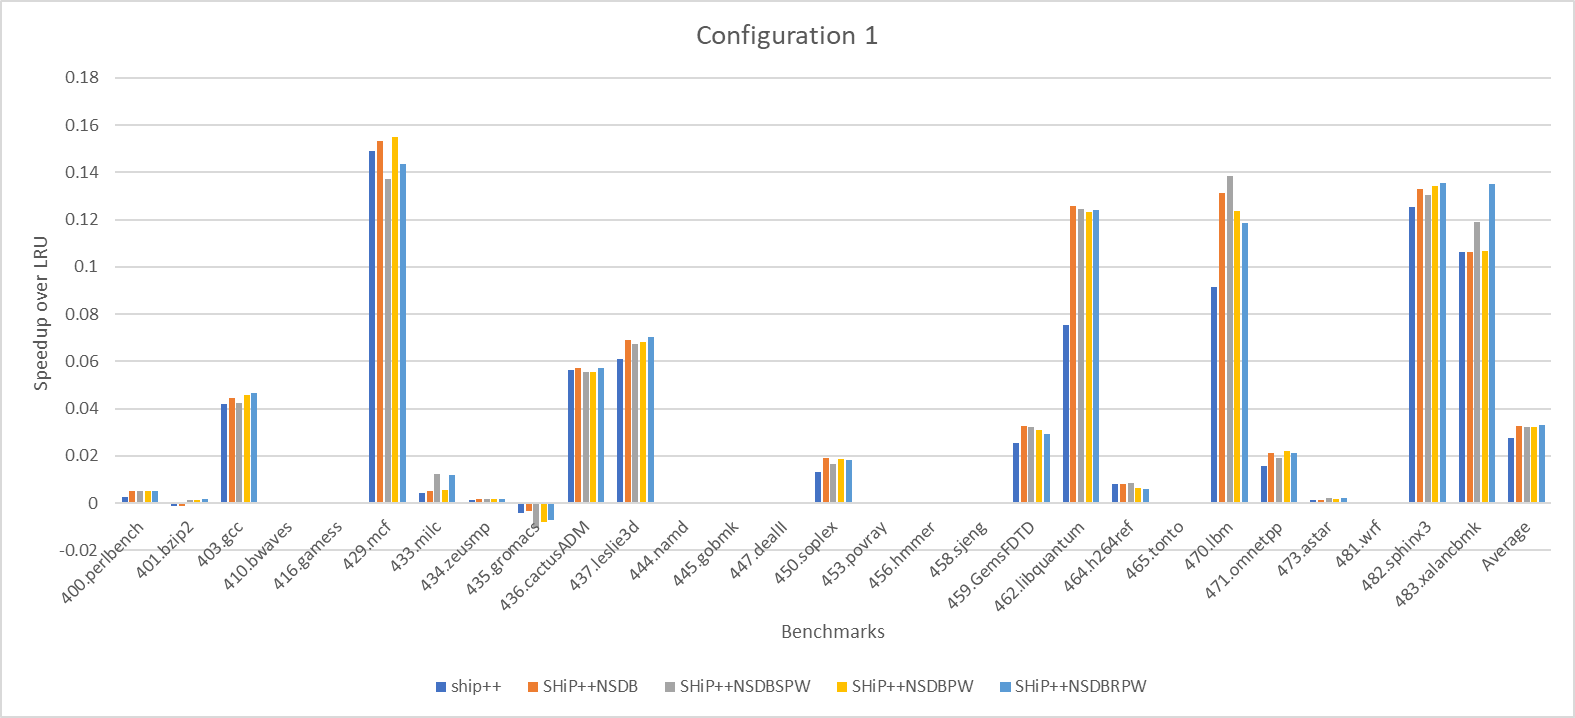 Configuration 1
Speedup over LRU
0.18
0.16
0.14
0.12
0.1
0.08
0.06
0.04
0.02
0
-0.02
400.perlbench
401.bzip2
403.gcc
410.bwaves
416.gamess
429.mcf
433.milc
434.zeusmp
435.gromacs
436.cactusADM
437.leslie3d
444.namd
445.gobmk
447.dealII
450.soplex
453.povray
456.hmmer
458.sjeng
459.GemsFDTD
462.libquantum
464.h264ref
465.tonto
470.lbm
471.omnetpp
473.astar
481.wrf
482.sphinx3
483.xalancbmk
Average
Benchmarks
ship++ SHiP++NSDB SHiP++NSDBSPW SHiP++NSDBPW SHiP++NSDBRPW